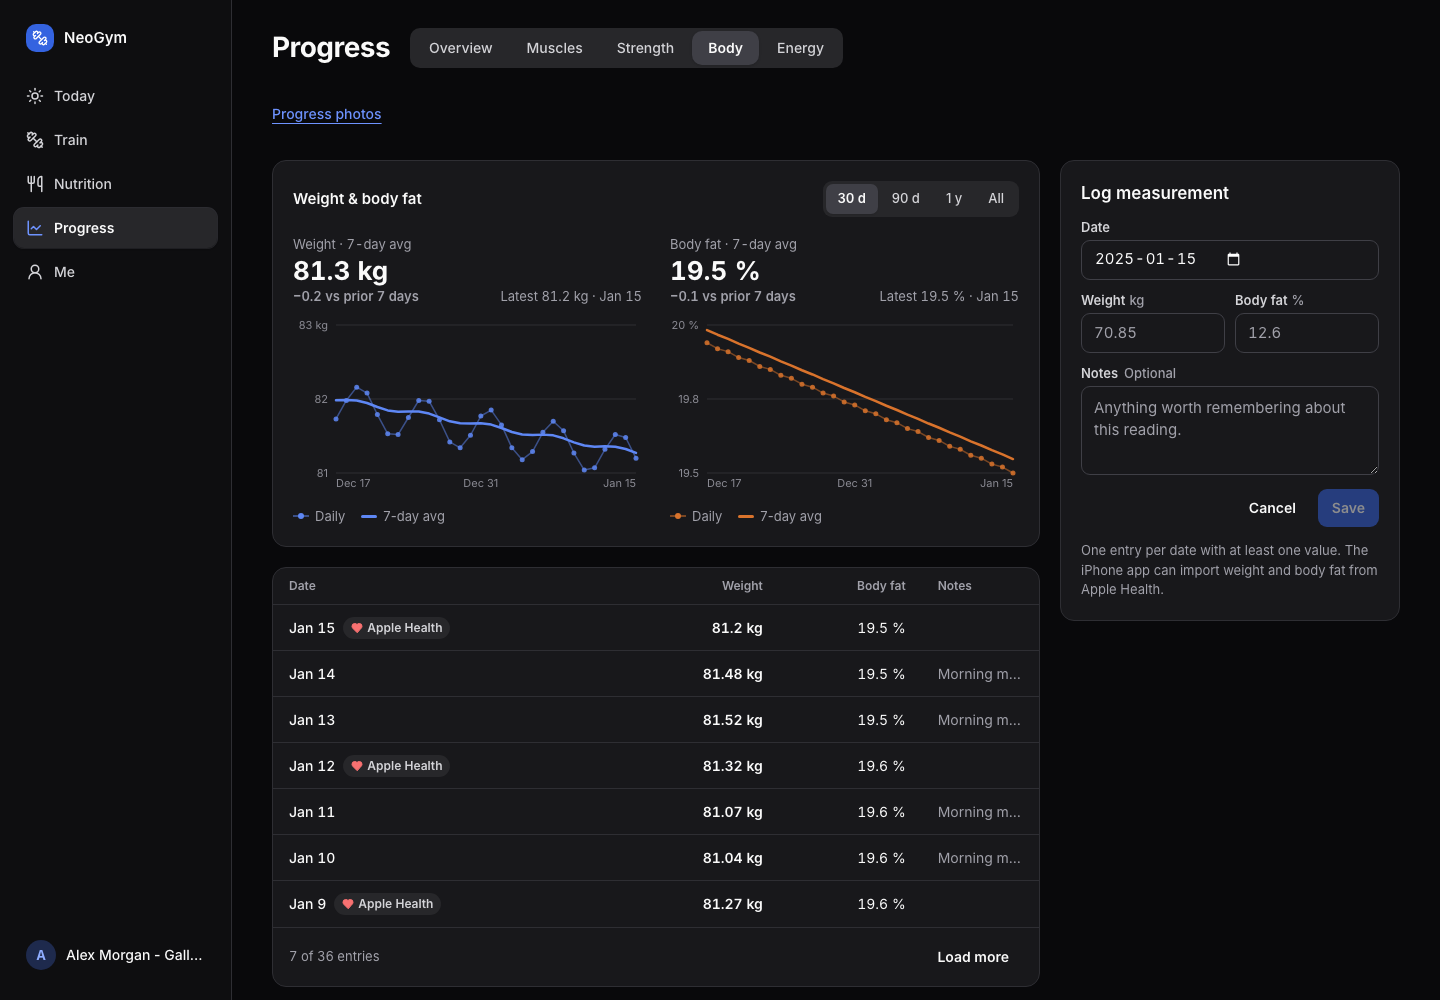 NeoGym
Today
Train
Nutrition
Progress
Me
A
Alex Morgan - Gall...
Progress
Overview
Muscles
Strength
Body
Energy
Progress photos
Weight & body fat
30 d
90 d
1 y
All
Weight · 7-day avg
81.3 kg
−0.2 vs prior 7 days
Latest 81.2 kg · Jan 15
83 kg
82
81
Dec 17
Dec 31
Jan 15
Daily
7-day avg
Body fat · 7-day avg
19.5 %
−0.1 vs prior 7 days
Latest 19.5 % · Jan 15
20 %
19.8
19.5
Dec 17
Dec 31
Jan 15
Daily
7-day avg
Date Weight Body fat Notes
Jan 15 Apple Health 81.2 kg 19.5 %
Jan 14 81.48 kg 19.5 % Morning m...
Jan 13 81.52 kg 19.5 % Morning m...
Jan 12 Apple Health 81.32 kg 19.6 %
Jan 11 81.07 kg 19.6 % Morning m...
Jan 10 81.04 kg 19.6 % Morning m...
Jan 9 Apple Health 81.27 kg 19.6 %
7 of 36 entries
Load more
Log measurement
Date
2025-01-15
Weight kg
70.85
Body fat %
12.6
Notes Optional
Anything worth remembering about
this reading.
Cancel
Save
One entry per date with at least one value. The
iPhone app can import weight and body fat from
Apple Health.